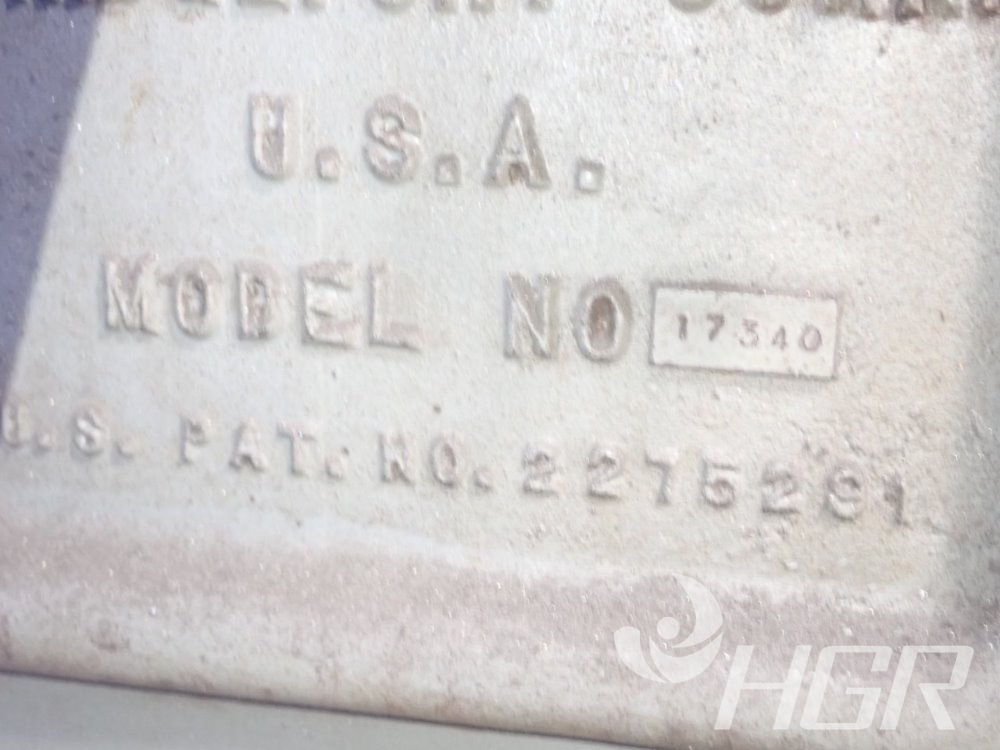 U.S.A.
MODEL NO 17340
U.S. PAT. NO. 2275291
HGR